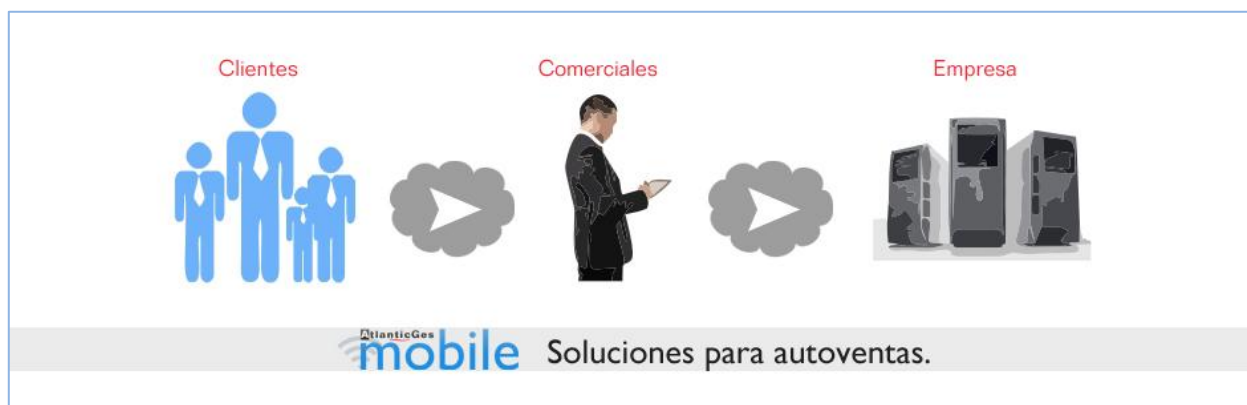 Clientes
Comerciales
Empresa
AtlanticGes
mobile Soluciones para autoventas.